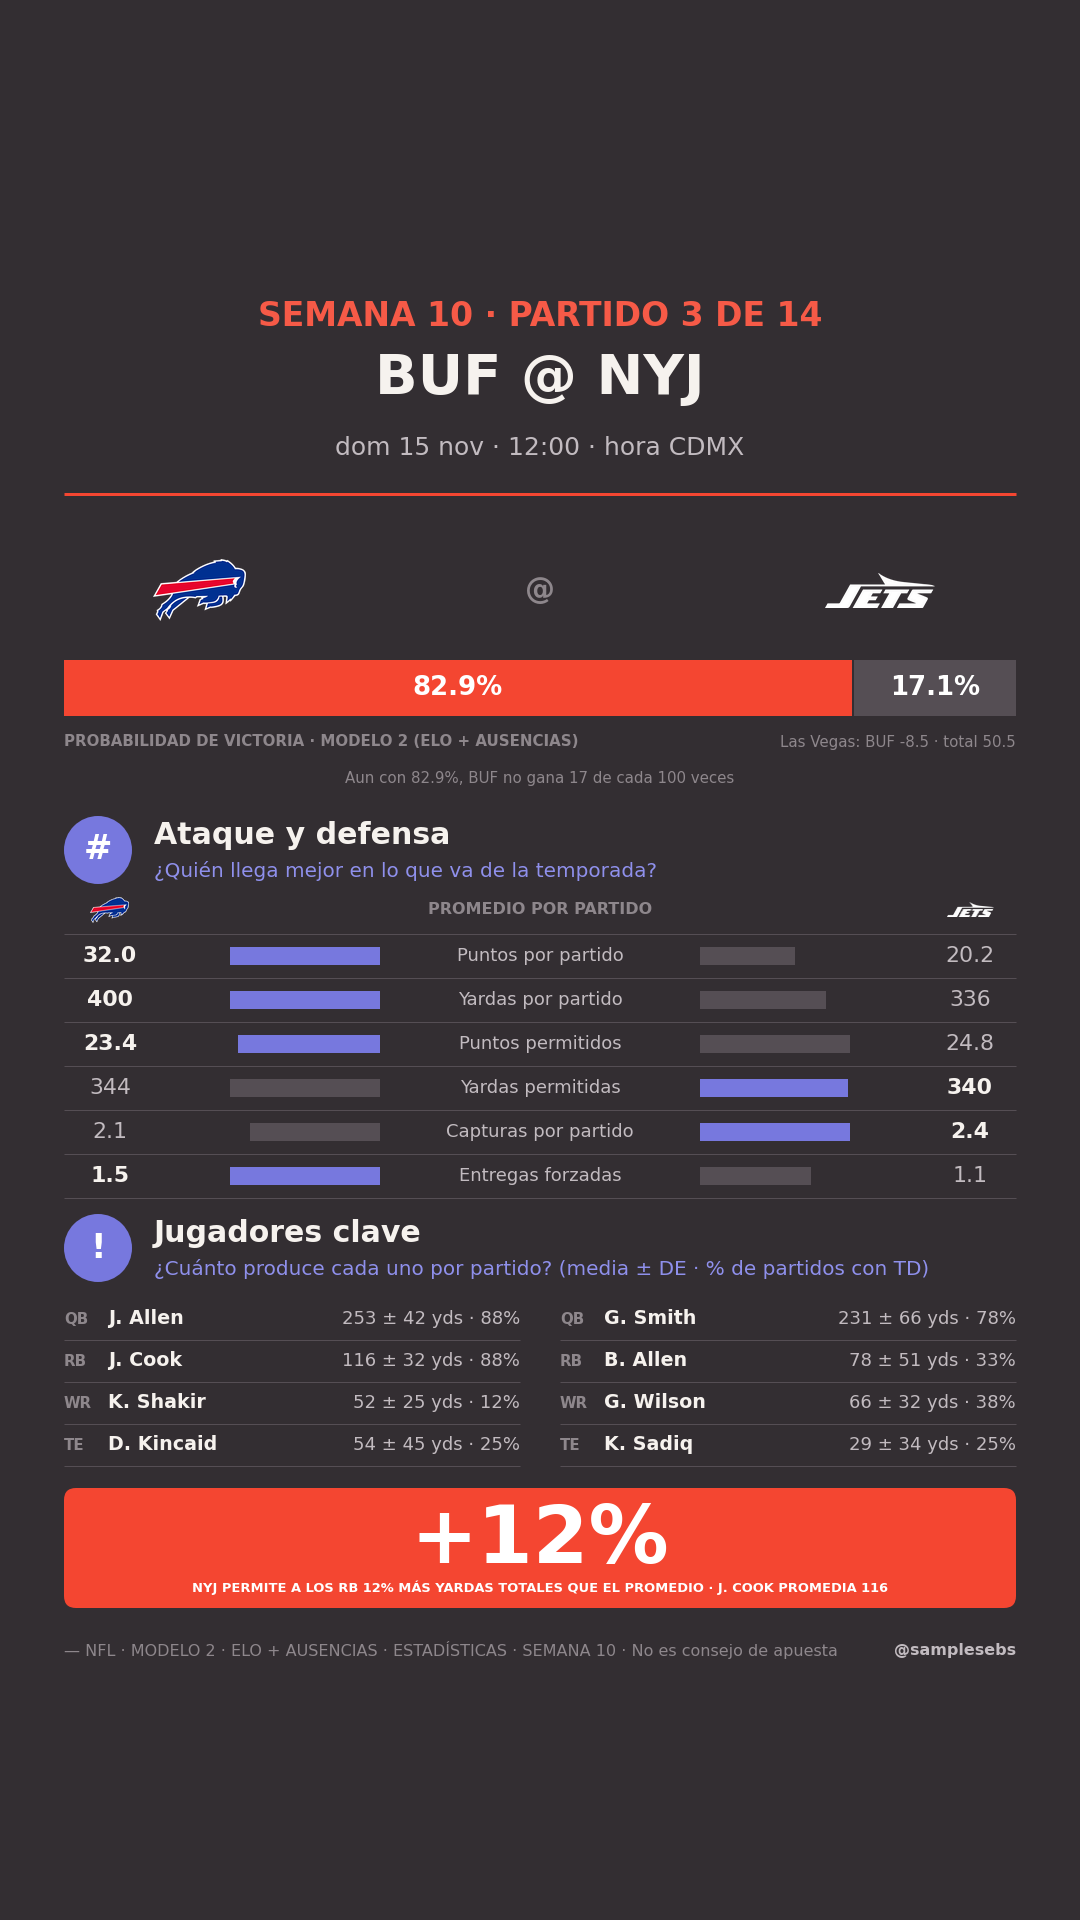 SEMANA 10 · PARTIDO 3 DE 14
BUF @ NYJ
dom 15 nov · 12:00 · hora CDMX
@
JETS
82.9% 17.1%
PROBABILIDAD DE VICTORIA · MODELO 2 (ELO + AUSENCIAS) Las Vegas: BUF -8.5 · total 50.5
Aun con 82.9%, BUF no gana 17 de cada 100 veces
# Ataque y defensa
¿Quién llega mejor en lo que va de la temporada?
PROMEDIO POR PARTIDO JETS
32.0 Puntos por partido 20.2
400 Yardas por partido 336
23.4 Puntos permitidos 24.8
344 Yardas permitidas 340
2.1 Capturas por partido 2.4
1.5 Entregas forzadas 1.1
! Jugadores clave
¿Cuánto produce cada uno por partido? (media ± DE · % de partidos con TD)
QB J. Allen 253 ± 42 yds · 88% QB G. Smith 231 ± 66 yds · 78%
RB J. Cook 116 ± 32 yds · 88% RB B. Allen 78 ± 51 yds · 33%
WR K. Shakir 52 ± 25 yds · 12% WR G. Wilson 66 ± 32 yds · 38%
TE D. Kincaid 54 ± 45 yds · 25% TE K. Sadiq 29 ± 34 yds · 25%
+12%
NYJ PERMITE A LOS RB 12% MÁS YARDAS TOTALES QUE EL PROMEDIO · J. COOK PROMEDIA 116
— NFL · MODELO 2 · ELO + AUSENCIAS · ESTADÍSTICAS · SEMANA 10 · No es consejo de apuesta @samplesebs